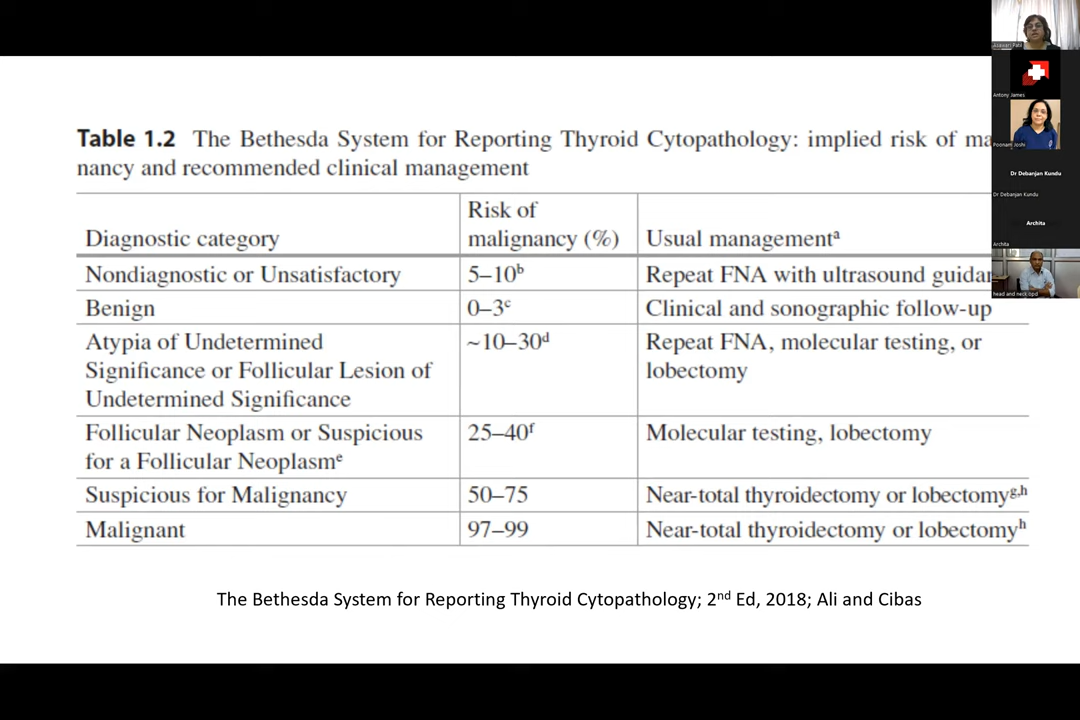 Table 1.2 The Bethesda System for Reporting Thyroid Cytopathology: implied risk of
nancy and recommended clinical management
Diagnostic category
Risk of
malignancy (%)
Usual managementᵃ
Nondiagnostic or Unsatisfactory
5–10ᵇ
Repeat FNA with ultrasound
Benign
0–3ᶜ
Clinical and sonographic follow-up
Atypia of Undetermined
Significance or Follicular Lesion of
Undetermined Significance
~10–30ᵈ
Repeat FNA, molecular testing, or
lobectomy
Follicular Neoplasm or Suspicious
for a Follicular Neoplasmᵉ
25–40ᶠ
Molecular testing, lobectomy
Suspicious for Malignancy
50–75
Near-total thyroidectomy or lobectomyᵍ,ʰ
Malignant
97–99
Near-total thyroidectomy or lobectomyʰ
The Bethesda System for Reporting Thyroid Cytopathology; 2ⁿᵈ Ed, 2018; Ali and Cibas
Antony James
Poonam Joshi
Dr Debanjan Kundu
Dr Debanjan Kundu
Archita
Archita
head and neck opd